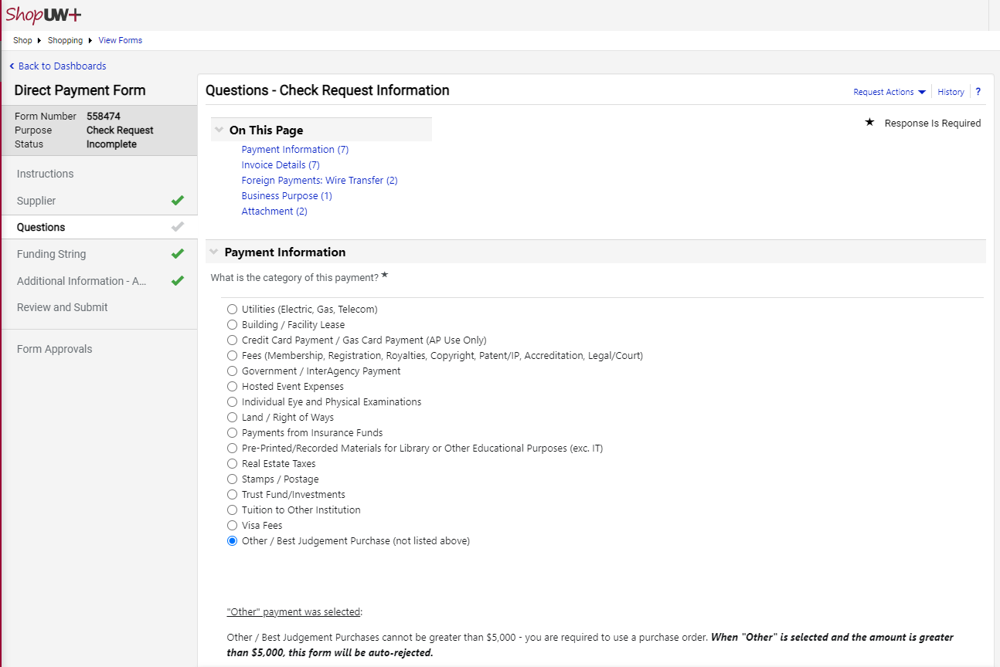 ShopUW+
Shop ▸ Shopping ▸ View Forms
< Back to Dashboards
Direct Payment Form
Form Number 558474
Purpose Check Request
Status Incomplete
Instructions
Supplier
Questions
Funding String
Additional Information - A...
Review and Submit
Form Approvals
Questions - Check Request Information
Request Actions History ?
★ Response Is Required
On This Page
Payment Information (7)
Invoice Details (7)
Foreign Payments: Wire Transfer (2)
Business Purpose (1)
Attachment (2)
Payment Information
What is the category of this payment? ★
Utilities (Electric, Gas, Telecom)
Building / Facility Lease
Credit Card Payment / Gas Card Payment (AP Use Only)
Fees (Membership, Registration, Royalties, Copyright, Patent/IP, Accreditation, Legal/Court)
Government / InterAgency Payment
Hosted Event Expenses
Individual Eye and Physical Examinations
Land / Right of Ways
Payments from Insurance Funds
Pre-Printed/Recorded Materials for Library or Other Educational Purposes (exc. IT)
Real Estate Taxes
Stamps / Postage
Trust Fund/Investments
Tuition to Other Institution
Visa Fees
Other / Best Judgement Purchase (not listed above)
"Other" payment was selected:
Other / Best Judgement Purchases cannot be greater than $5,000 - you are required to use a purchase order. When "Other" is selected and the amount is greater
than $5,000, this form will be auto-rejected.